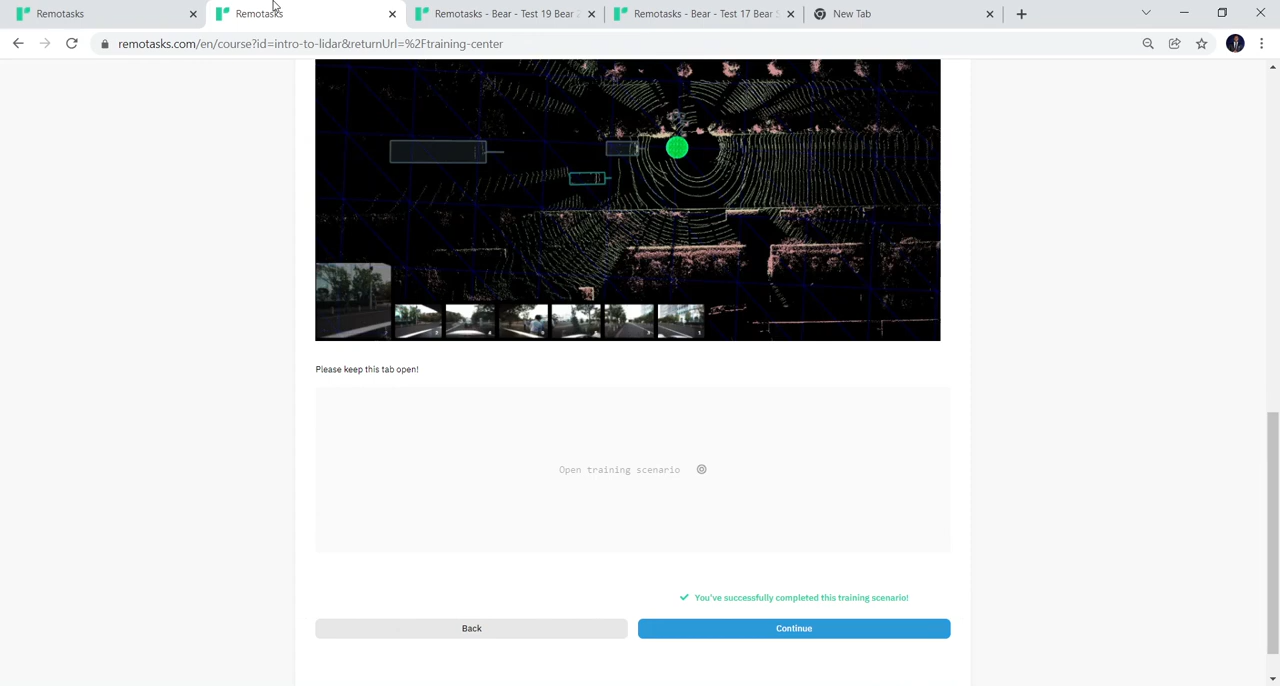 Remotasks
Remotasks
Remotasks - Bear - Test 19 Bear
Remotasks - Bear - Test 17 Bear
New Tab
remotasks.com/en/course?id=intro-to-lidar&returnUrl=%2Ftraining-center
Please keep this tab open!
Open training scenario
You've successfully completed this training scenario!
Back
Continue